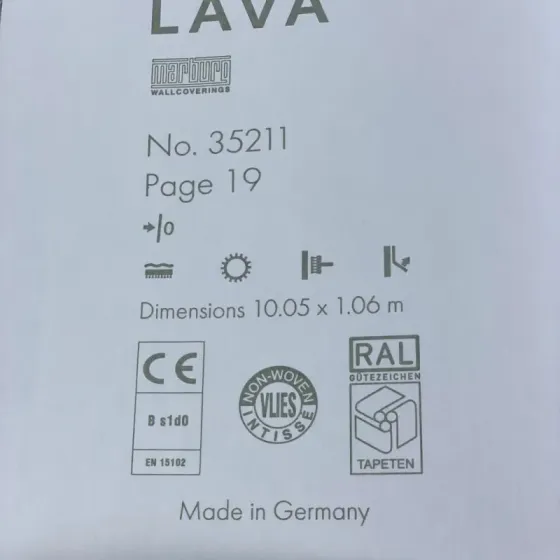 LAVA
marburg
WALLCOVERINGS
No. 35211
Page 19
0
Dimensions 10.05 x 1.06 m
CE
B s1d0
EN 15102
NON-WOVEN
VLIES
INTISSÉ
RAL
GÜTEZEICHEN
TAPETEN
Made in Germany